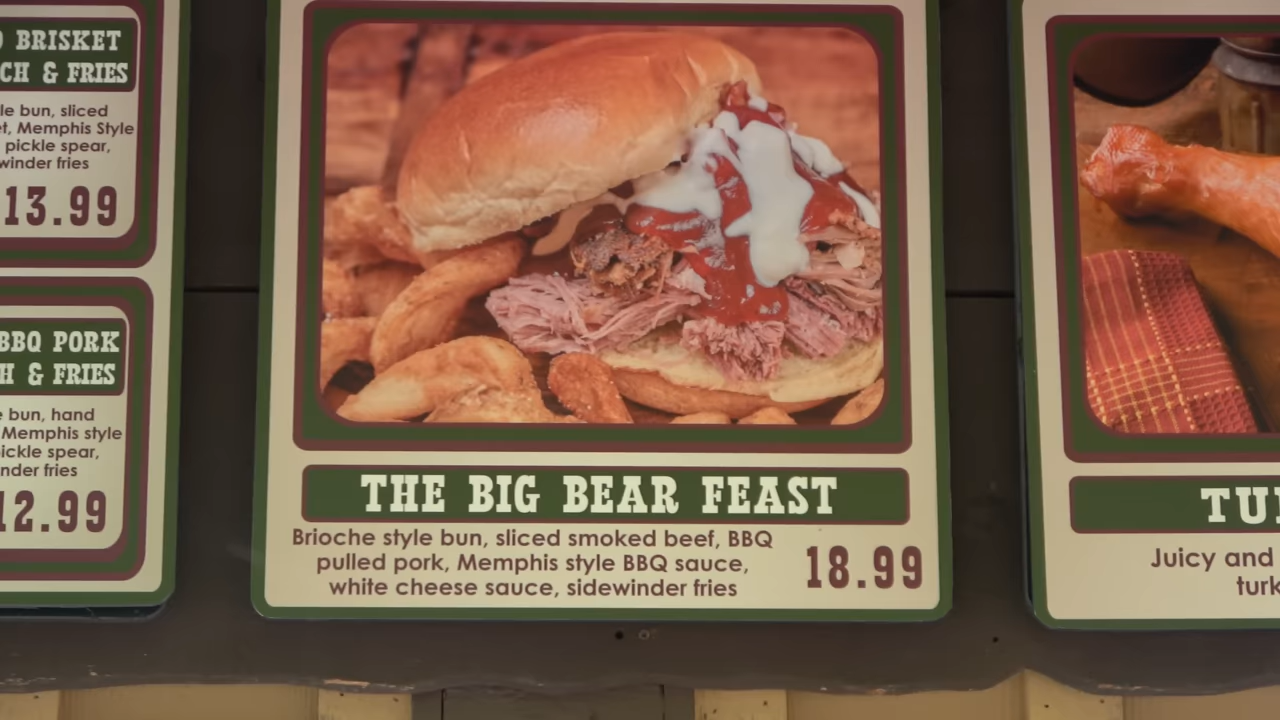 BRISKET
CH & FRIES
le bun, sliced
et, Memphis Style
pickle spear,
winder fries
13.99
BBQ PORK
H & FRIES
e bun, hand
Memphis style
ickle spear,
nder fries
12.99
THE BIG BEAR FEAST
Brioche style bun, sliced smoked beef, BBQ
pulled pork, Memphis style BBQ sauce,
white cheese sauce, sidewinder fries
18.99
TU
Juicy and
turk